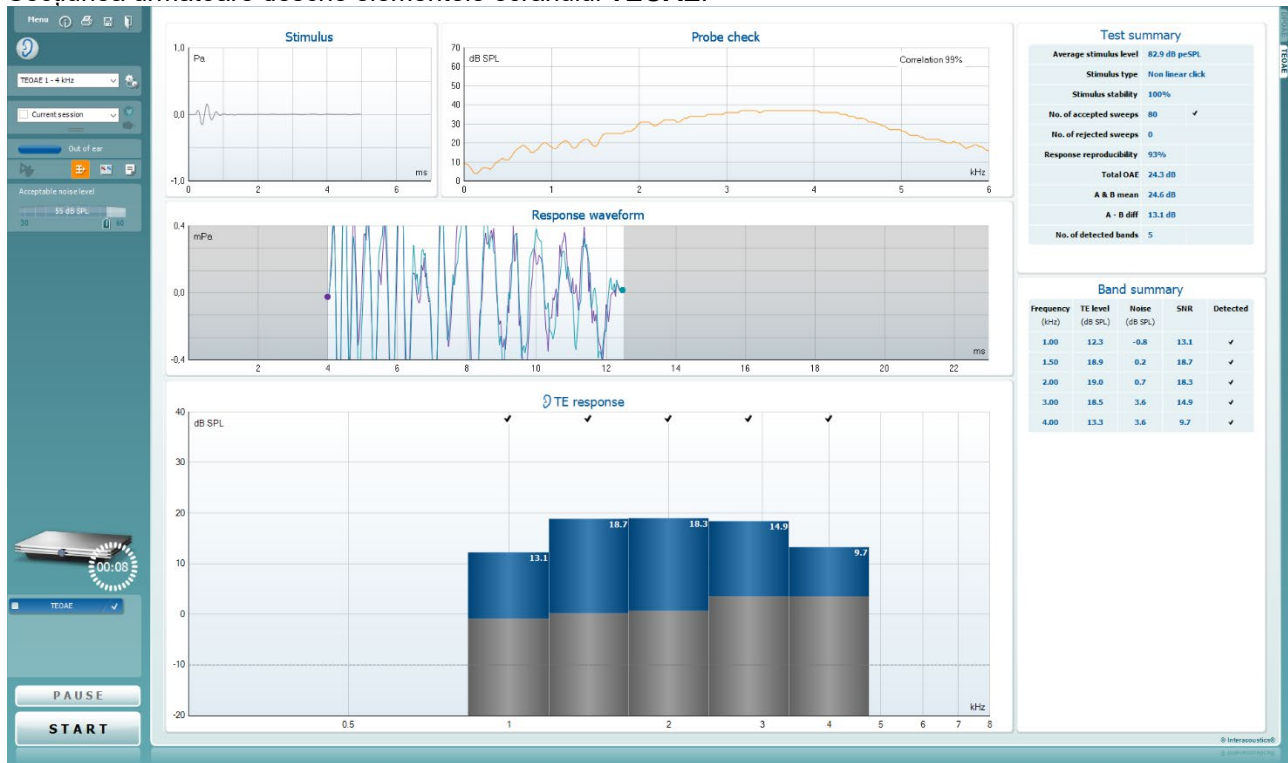 Secțiunea următoare descrie elementele ecranului TEOAE.
Menu
TEOAE 1 - 4 kHz
Current session
Out of ear
Acceptable noise level
55 dB SPL
30 60
00:08
TEOAE
PAUSE
START
Stimulus
Pa
1,0
0,0
-1,0
0 2 4 6
ms
Probe check
dB SPL
Correlation 99%
70
60
50
40
30
20
10
0
0 1 2 3 4 5 6
kHz
Response waveform
mPa
0,4
0,0
-0,4
2 4 6 8 10 12 14 16 18 20 22
ms
TE response
dB SPL
40
30
20
10
0
-10
-20
13.1 18.7 18.3 14.9 9.7
0.5 1 2 3 4 5 6 7 8
kHz
Test summary
Average stimulus level 82.9 dB peSPL
Stimulus type Non linear click
Stimulus stability 100%
No. of accepted sweeps 80 ✓
No. of rejected sweeps 0
Response reproducibility 93%
Total OAE 24.3 dB
A & B mean 24.6 dB
A - B diff 13.1 dB
No. of detected bands 5
Band summary
Frequency TE level Noise SNR Detected
(kHz) (dB SPL) (dB SPL)
1.00 12.3 -0.8 13.1 ✓
1.50 18.9 0.2 18.7 ✓
2.00 19.0 0.7 18.3 ✓
3.00 18.5 3.6 14.9 ✓
4.00 13.3 3.6 9.7 ✓
TEOAE
® Interacoustics®